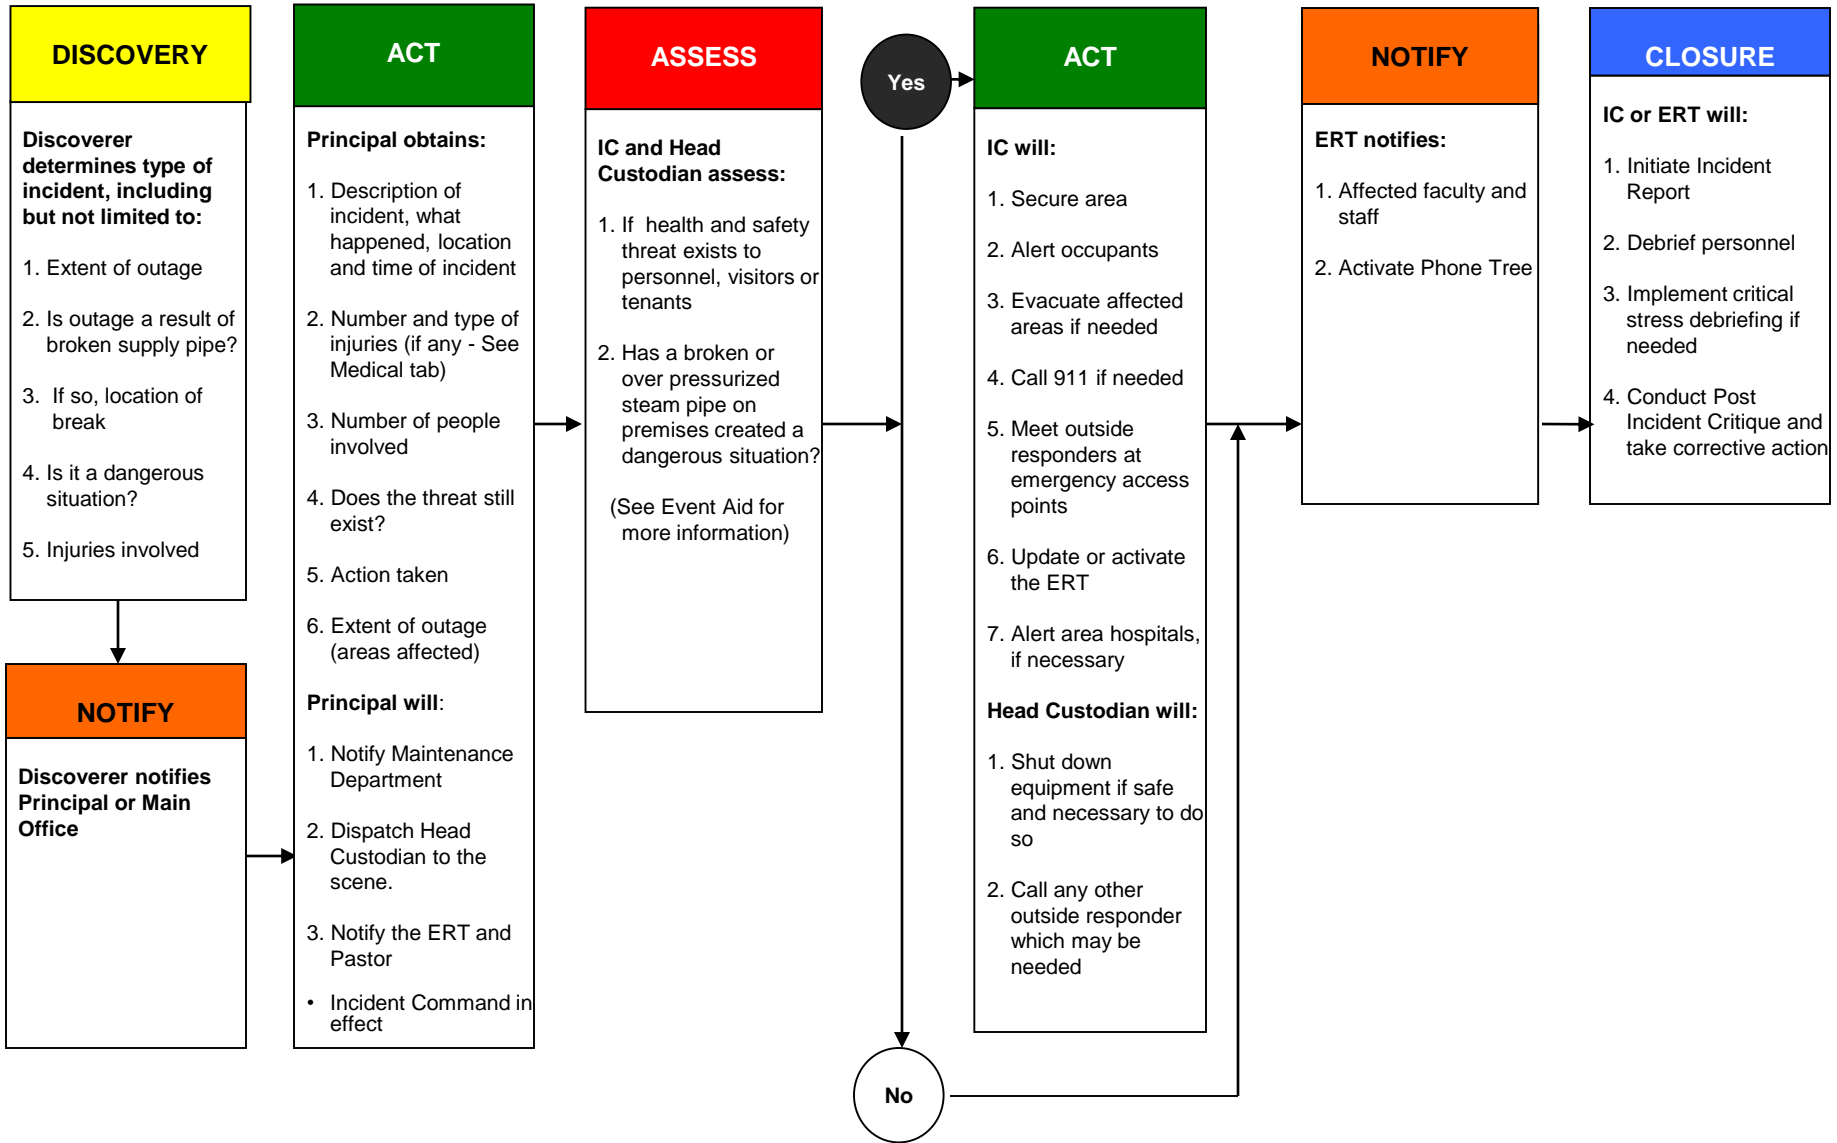 DISCOVERY
Discoverer
determines type of
incident, including
but not limited to:
1. Extent of outage
2. Is outage a result of
broken supply pipe?
3. If so, location of
break
4. Is it a dangerous
situation?
5. Injuries involved
NOTIFY
Discoverer notifies
Principal or Main
Office
ACT
Principal obtains:
1. Description of
incident, what
happened, location
and time of incident
2. Number and type of
injuries (if any - See
Medical tab)
3. Number of people
involved
4. Does the threat still
exist?
5. Action taken
6. Extent of outage
(areas affected)
Principal will:
1. Notify Maintenance
Department
2. Dispatch Head
Custodian to the
scene.
3. Notify the ERT and
Pastor
• Incident Command in
effect
ASSESS
IC and Head
Custodian assess:
1. If health and safety
threat exists to
personnel, visitors or
tenants
2. Has a broken or
over pressurized
steam pipe on
premises created a
dangerous situation?
(See Event Aid for
more information)
Yes
No
ACT
IC will:
1. Secure area
2. Alert occupants
3. Evacuate affected
areas if needed
4. Call 911 if needed
5. Meet outside
responders at
emergency access
points
6. Update or activate
the ERT
7. Alert area hospitals,
if necessary
Head Custodian will:
1. Shut down
equipment if safe
and necessary to do
so
2. Call any other
outside responder
which may be
needed
NOTIFY
ERT notifies:
1. Affected faculty and
staff
2. Activate Phone Tree
CLOSURE
IC or ERT will:
1. Initiate Incident
Report
2. Debrief personnel
3. Implement critical
stress debriefing if
needed
4. Conduct Post
Incident Critique and
take corrective action